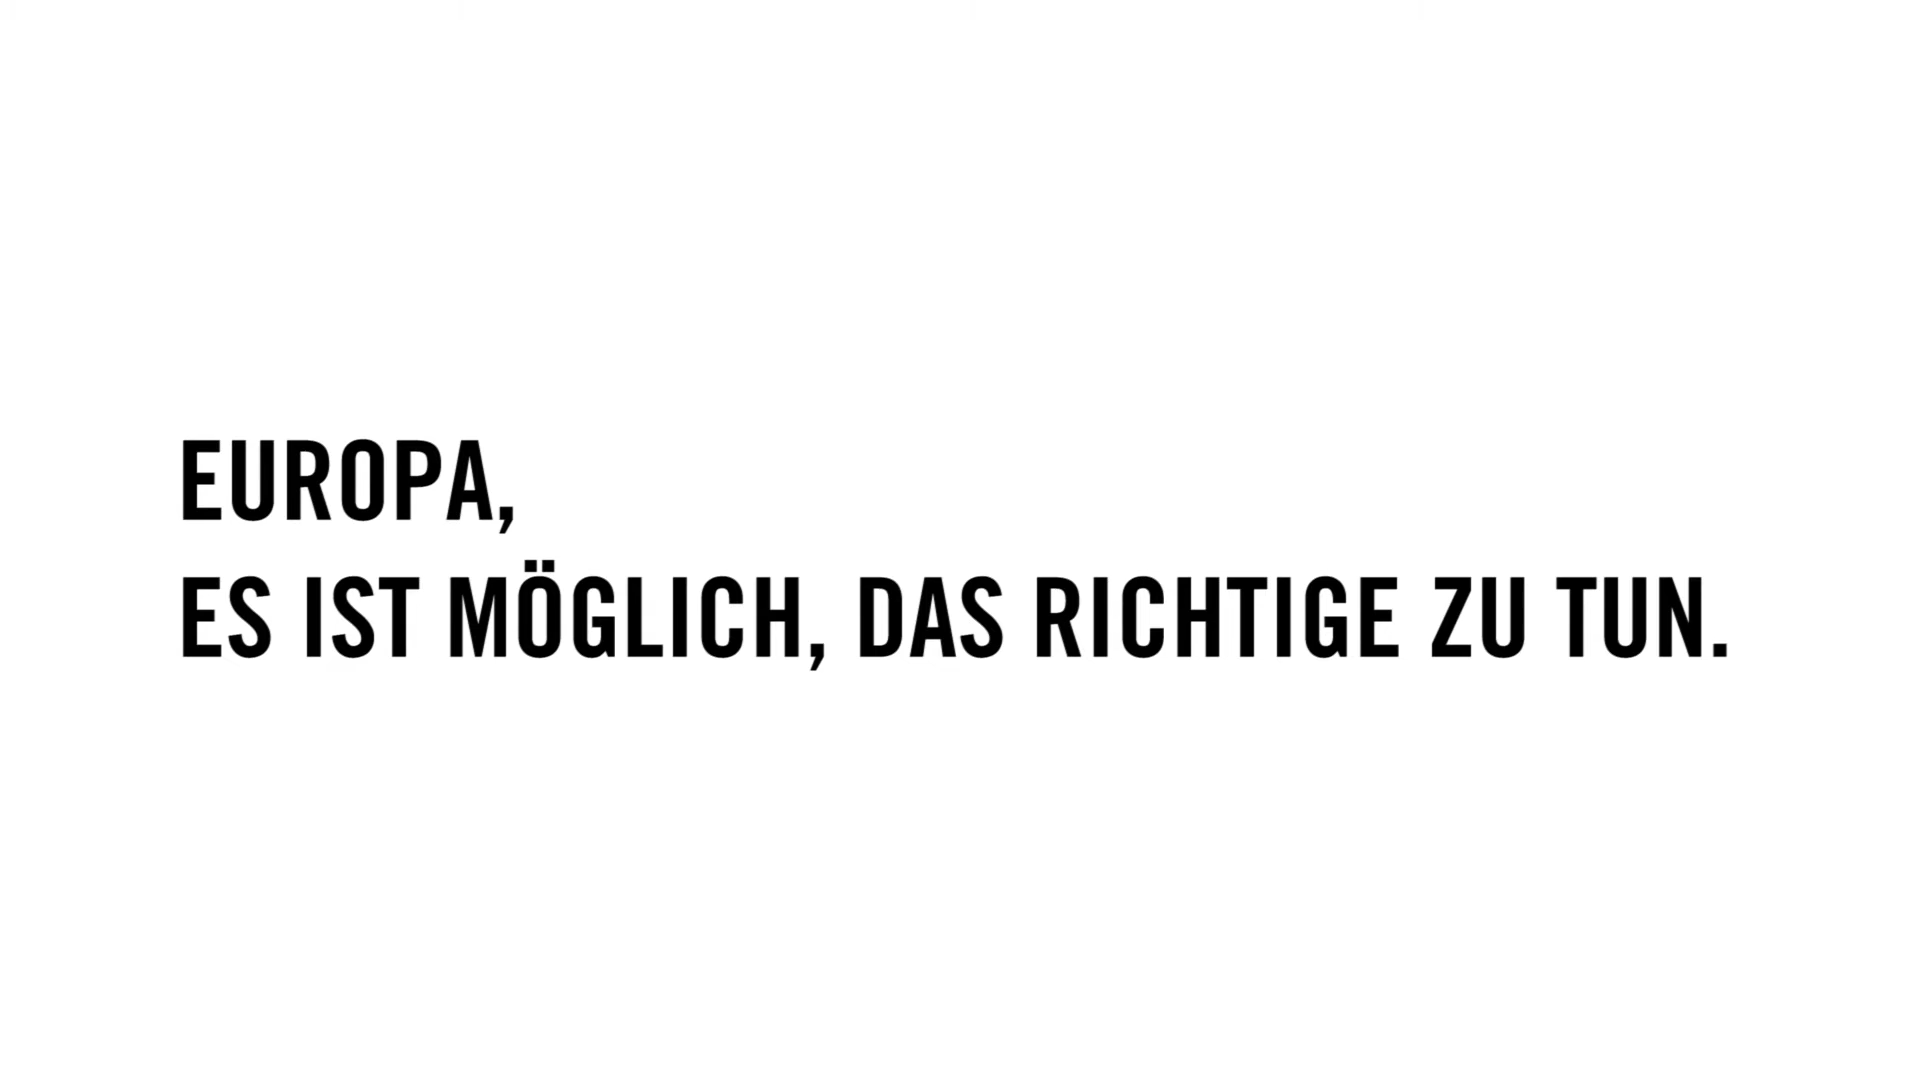 EUROPA,
ES IST MÖGLICH, DAS RICHTIGE ZU TUN.